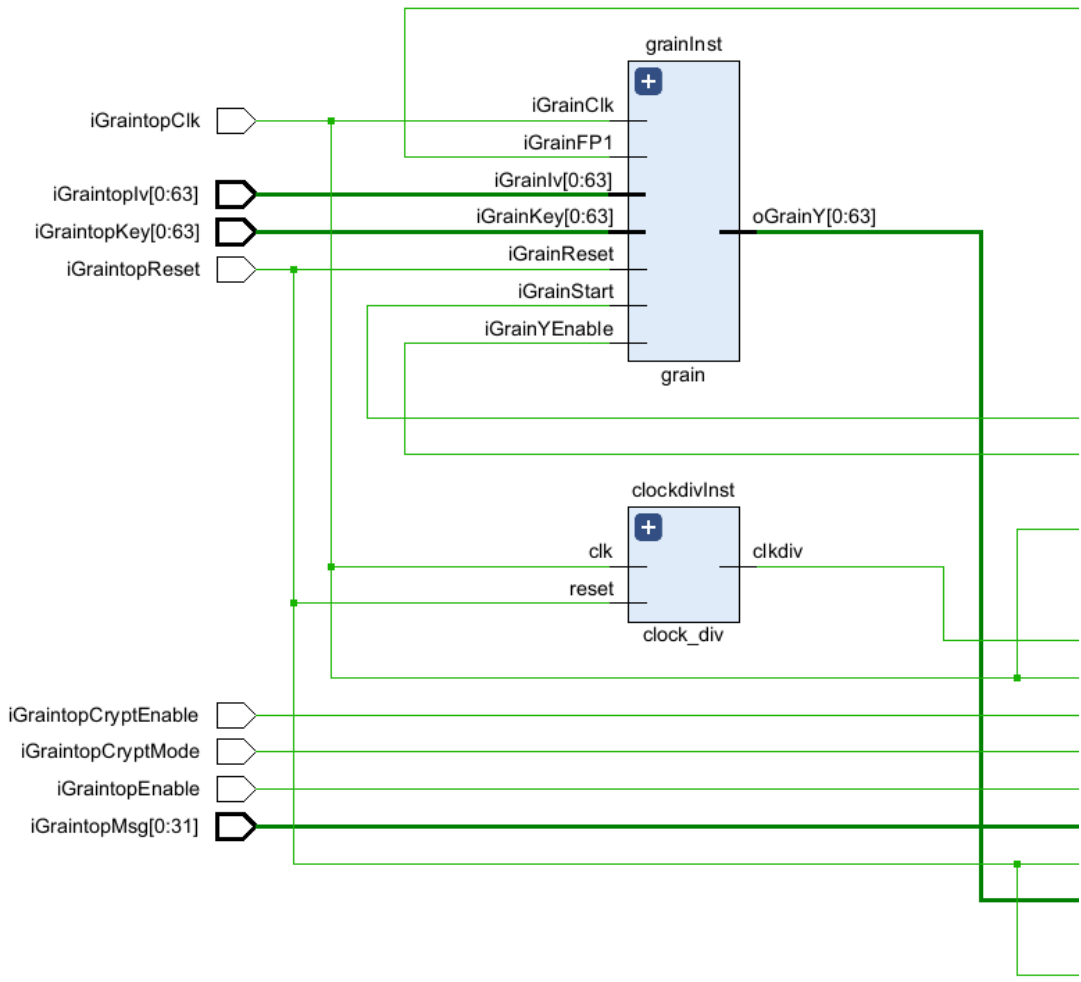 grainInst
iGraintopClk
iGrainClk
iGrainFP1
iGraintopIv[0:63]
iGrainIv[0:63]
iGraintopKey[0:63]
iGrainKey[0:63]
oGrainY[0:63]
iGraintopReset
iGrainReset
iGrainStart
iGrainYEnable
grain
clockdivInst
clk
clkdiv
reset
clock_div
iGraintopCryptEnable
iGraintopCryptMode
iGraintopEnable
iGraintopMsg[0:31]